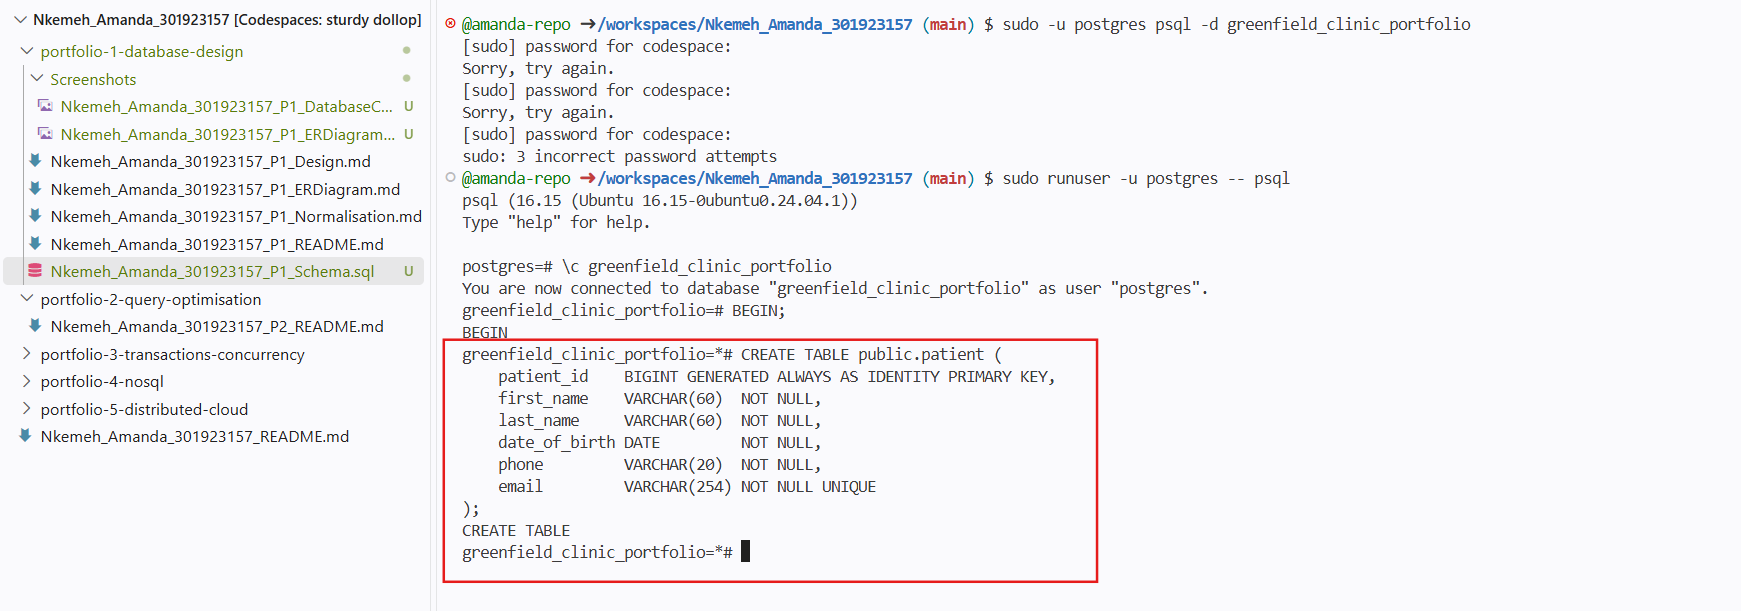 Nkemeh_Amanda_301923157 [Codespaces: sturdy dollop]
portfolio-1-database-design
Screenshots
Nkemeh_Amanda_301923157_P1_DatabaseC... U
Nkemeh_Amanda_301923157_P1_ERDiagram... U
Nkemeh_Amanda_301923157_P1_Design.md
Nkemeh_Amanda_301923157_P1_ERDiagram.md
Nkemeh_Amanda_301923157_P1_Normalisation.md
Nkemeh_Amanda_301923157_P1_README.md
Nkemeh_Amanda_301923157_P1_Schema.sql U
portfolio-2-query-optimisation
Nkemeh_Amanda_301923157_P2_README.md
portfolio-3-transactions-concurrency
portfolio-4-nosql
portfolio-5-distributed-cloud
Nkemeh_Amanda_301923157_README.md
@amanda-repo ➜/workspaces/Nkemeh_Amanda_301923157 (main) $ sudo -u postgres psql -d greenfield_clinic_portfolio
[sudo] password for codespace:
Sorry, try again.
[sudo] password for codespace:
Sorry, try again.
[sudo] password for codespace:
sudo: 3 incorrect password attempts
@amanda-repo ➜/workspaces/Nkemeh_Amanda_301923157 (main) $ sudo runuser -u postgres -- psql
psql (16.15 (Ubuntu 16.15-0ubuntu0.24.04.1))
Type "help" for help.
postgres=# \c greenfield_clinic_portfolio
You are now connected to database "greenfield_clinic_portfolio" as user "postgres".
greenfield_clinic_portfolio=# BEGIN;
BEGIN
greenfield_clinic_portfolio=*# CREATE TABLE public.patient (
patient_id BIGINT GENERATED ALWAYS AS IDENTITY PRIMARY KEY,
first_name VARCHAR(60) NOT NULL,
last_name VARCHAR(60) NOT NULL,
date_of_birth DATE NOT NULL,
phone VARCHAR(20) NOT NULL,
email VARCHAR(254) NOT NULL UNIQUE
);
CREATE TABLE
greenfield_clinic_portfolio=*#